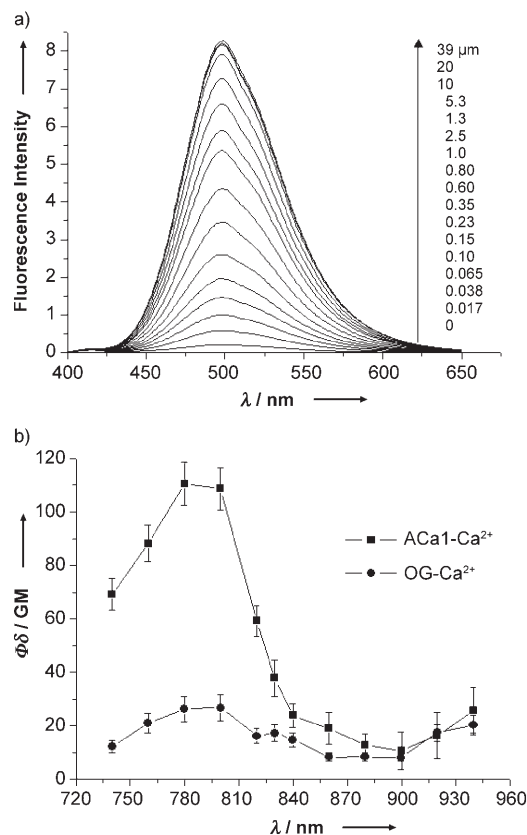 a)
Fluorescence Intensity
8
7
6
5
4
3
2
1
0
400 450 500 550 600 650
λ / nm
39 μm
20
10
5.3
1.3
2.5
1.0
0.80
0.60
0.35
0.23
0.15
0.10
0.065
0.038
0.017
0
b)
Φδ / GM
120
100
80
60
40
20
0
ACa1-Ca²⁺
OG-Ca²⁺
720 750 780 810 840 870 900 930 960
λ / nm